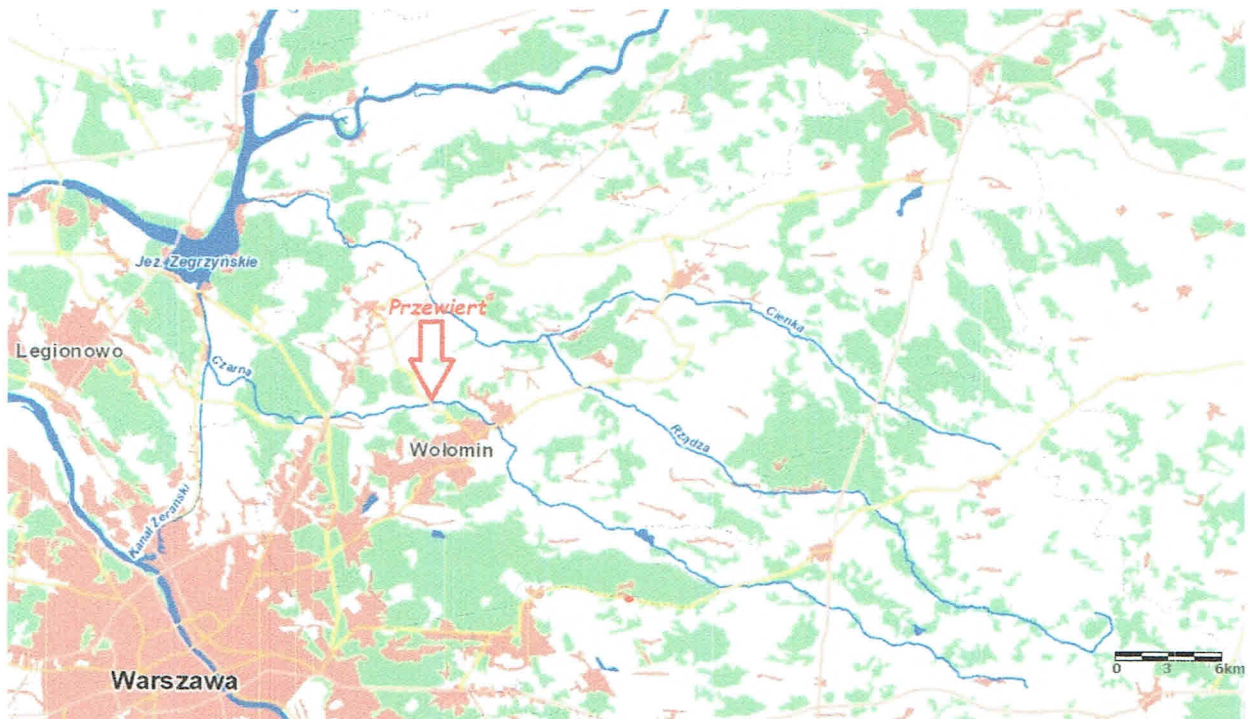 Jez. Zegrzyńskie
Przewiert
Cienka
Legionowo
Czarna
Rządza
Wołomin
Kanał Żerański
Warszawa
0 3 6km